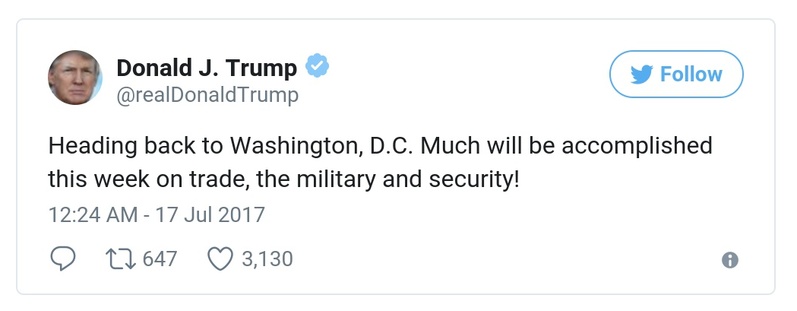 Donald J. Trump
@realDonaldTrump
Follow
Heading back to Washington, D.C. Much will be accomplished
this week on trade, the military and security!
12:24 AM - 17 Jul 2017
647 3,130